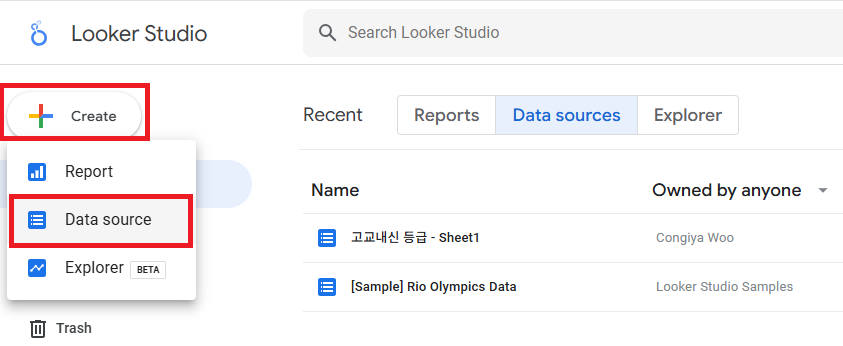 Looker Studio
Search Looker Studio
Create
Recent
Reports
Data sources
Explorer
Report
Data source
Explorer BETA
Trash
Name
Owned by anyone
고교내신 등급 - Sheet1
Congiya Woo
[Sample] Rio Olympics Data
Looker Studio Samples